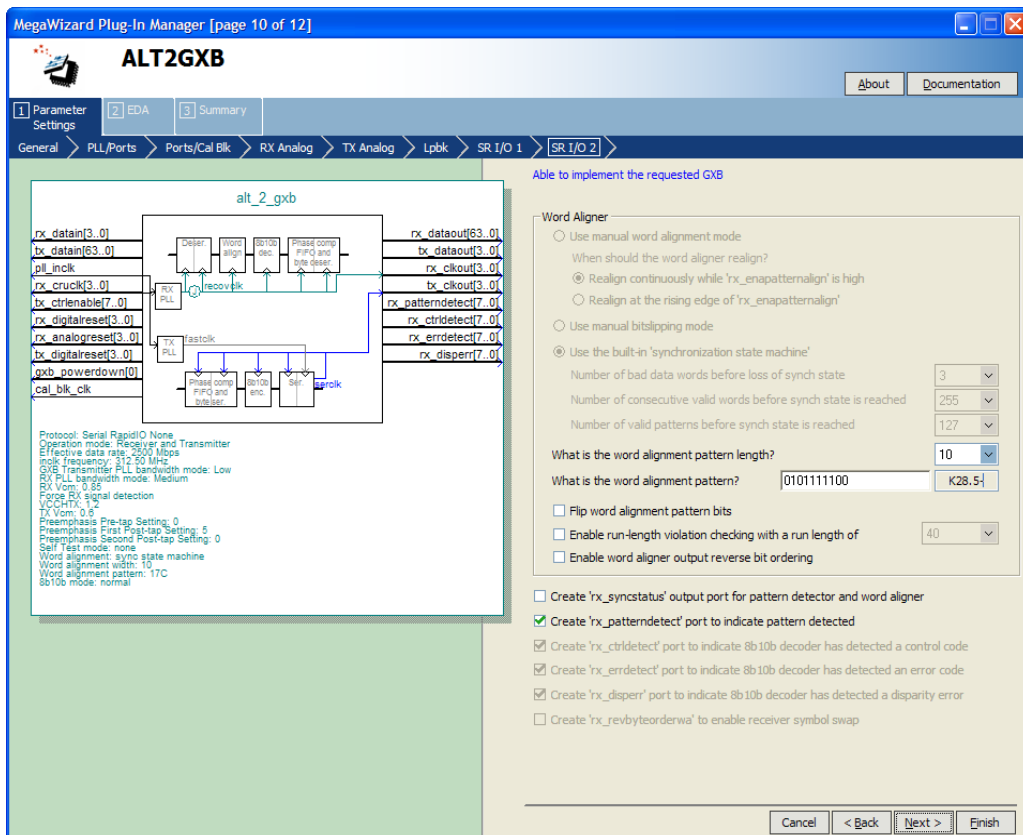 MegaWizard Plug-In Manager [page 10 of 12]
ALT2GXB
About
Documentation
1 Parameter Settings
2 EDA
3 Summary
General
PLL/Ports
Ports/Cal Blk
RX Analog
TX Analog
Lpbk
SR I/O 1
SR I/O 2
Able to implement the requested GXB
alt_2_gxb
rx_datain[3..0]
tx_datain[63..0]
pll_inclk
rx_cruclk[3..0]
tx_ctrlenable[7..0]
rx_digitalreset[3..0]
rx_analogreset[3..0]
tx_digitalreset[3..0]
gxb_powerdown[0]
cal_blk_clk
Deser.
Word align
8b10b dec.
Phase comp FIFO and byte deser.
RX PLL
recovclk
TX PLL
fastclk
Phase comp FIFO and byte ser.
8b10b enc.
Ser.
serclk
rx_dataout[63..0]
tx_dataout[3..0]
rx_clkout[3..0]
tx_clkout[3..0]
rx_patterndetect[7..0]
rx_ctrldetect[7..0]
rx_errdetect[7..0]
rx_disperr[7..0]
Protocol: Serial RapidIO None
Operation mode: Receiver and Transmitter
Effective data rate: 2500 Mbps
inclk frequency: 312.50 MHz
GXB Transmitter PLL bandwidth mode: Low
RX PLL bandwidth mode: Medium
RX Vcm: 0.85
Force RX signal detection
VCCHTX: 1.2
TX Vcm: 0.6
Preemphasis Pre-tap Setting: 0
Preemphasis First Post-tap Setting: 5
Preemphasis Second Post-tap Setting: 0
Self Test mode: none
Word alignment: sync state machine
Word alignment width: 10
Word alignment pattern: 17C
8b10b mode: normal
Word Aligner
Use manual word alignment mode
When should the word aligner realign?
Realign continuously while 'rx_enapatternalign' is high
Realign at the rising edge of 'rx_enapatternalign'
Use manual bitslipping mode
Use the built-in 'synchronization state machine'
Number of bad data words before loss of synch state 3
Number of consecutive valid words before synch state is reached 255
Number of valid patterns before synch state is reached 127
What is the word alignment pattern length? 10
What is the word alignment pattern? 0101111100 K28.5-
Flip word alignment pattern bits
Enable run-length violation checking with a run length of 40
Enable word aligner output reverse bit ordering
Create 'rx_syncstatus' output port for pattern detector and word aligner
Create 'rx_patterndetect' port to indicate pattern detected
Create 'rx_ctrldetect' port to indicate 8b10b decoder has detected a control code
Create 'rx_errdetect' port to indicate 8b10b decoder has detected an error code
Create 'rx_disperr' port to indicate 8b10b decoder has detected a disparity error
Create 'rx_revbyteorderwa' to enable receiver symbol swap
Cancel
< Back
Next >
Finish